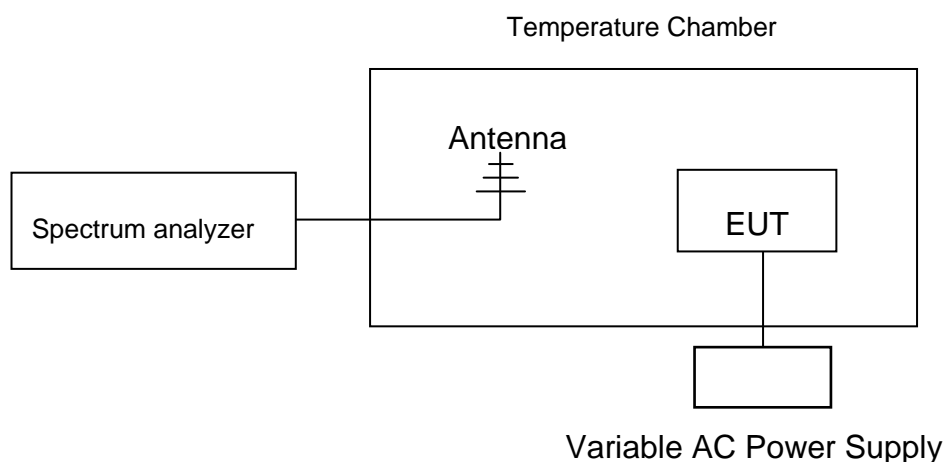 Temperature Chamber
Antenna
Spectrum analyzer
EUT
Variable AC Power Supply